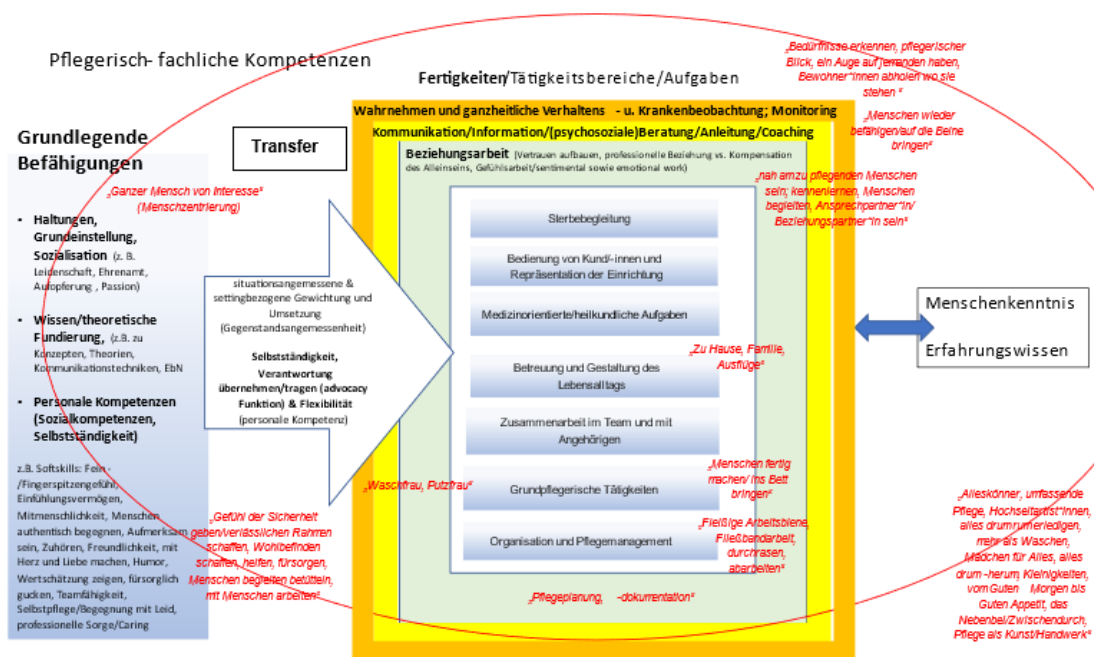 Pflegerisch- fachliche Kompetenzen
Fertigkeiten/Tätigkeitsbereiche/Aufgaben
„Bedürfnisse erkennen, pflegerischer
Blick, ein Auge auf jemanden haben,
Bewohner*innen abholen wo sie
stehen "
Wahrnehmen und ganzheitliche Verhaltens - u. Krankenbeobachtung; Monitoring
Kommunikation/Information/(psychosoziale)Beratung/Anleitung/Coaching
„Menschen wieder
befähigen/auf die Beine
bringen"
Grundlegende
Befähigungen
Transfer
Beziehungsarbeit (Vertrauen aufbauen, professionelle Beziehung vs. Kompensation
des Alleinseins, Gefühlsarbeit/sentimental sowie emotional work)
„nah am zu pflegenden Menschen
sein; kennenlernen, Menschen
begleiten, Ansprechpartner*in/
Beziehungspartner*in sein"
„Ganzer Mensch von Interesse"
(Menschzentrierung)
• Haltungen,
Grundeinstellung,
Sozialisation (z. B.
Leidenschaft, Ehrenamt,
Aufopferung , Passion)
• Wissen/theoretische
Fundierung, (z.B. zu
Konzepten, Theorien,
Kommunikationstechniken, EbN
• Personale Kompetenzen
(Sozialkompetenzen,
Selbstständigkeit)
z.B. Softskills: Fein -
/Fingerspitzengefühl,
Einfühlungsvermögen,
Mitmenschlichkeit, Menschen
authentisch begegnen, Aufmerksam
sein, Zuhören, Freundlichkeit, mit
Herz und Liebe machen, Humor,
Wertschätzung zeigen, fürsorglich
gucken, Teamfähigkeit,
Selbstpflege/Begegnung mit Leid,
professionelle Sorge/Caring
situationsangemessene &
settingbezogene Gewichtung und
Umsetzung
(Gegenstandsangemessenheit)
Selbstständigkeit,
Verantwortung
übernehmen/tragen (advocacy
Funktion) & Flexibilität
(personale Kompetenz)
„Waschfrau, Putzfrau"
„Gefühl der Sicherheit
geben/verlässlichen Rahmen
schaffen, Wohlbefinden
schaffen, helfen, fürsorgen,
Menschen begleiten betütteln,
mit Menschen arbeiten"
Sterbebegleitung
Bedienung von Kund/-innen und
Repräsentation der Einrichtung
Medizinorientierte/heilkundliche Aufgaben
Betreuung und Gestaltung des
Lebensalltags
„Zu Hause, Familie,
Ausflüge"
Zusammenarbeit im Team und mit
Angehörigen
Grundpflegerische Tätigkeiten
„Menschen fertig
machen/ ins Bett
bringen"
Organisation und Pflegemanagement
„Fleißige Arbeitsbiene,
Fließbandarbeit,
durchrasen,
abarbeiten"
„Pflegeplanung, -dokumentation"
Menschenkenntnis
Erfahrungswissen
„Alleskönner, umfassende
Pflege, Hochseilartist*innen,
alles drumrumerledigen,
mehr als Waschen,
Mädchen für Alles, alles
drum -herum, Kleinigkeiten,
vom Guten Morgen bis
Guten Appetit, das
Nebenbei/Zwischendurch,
Pflege als Kunst/Handwerk"